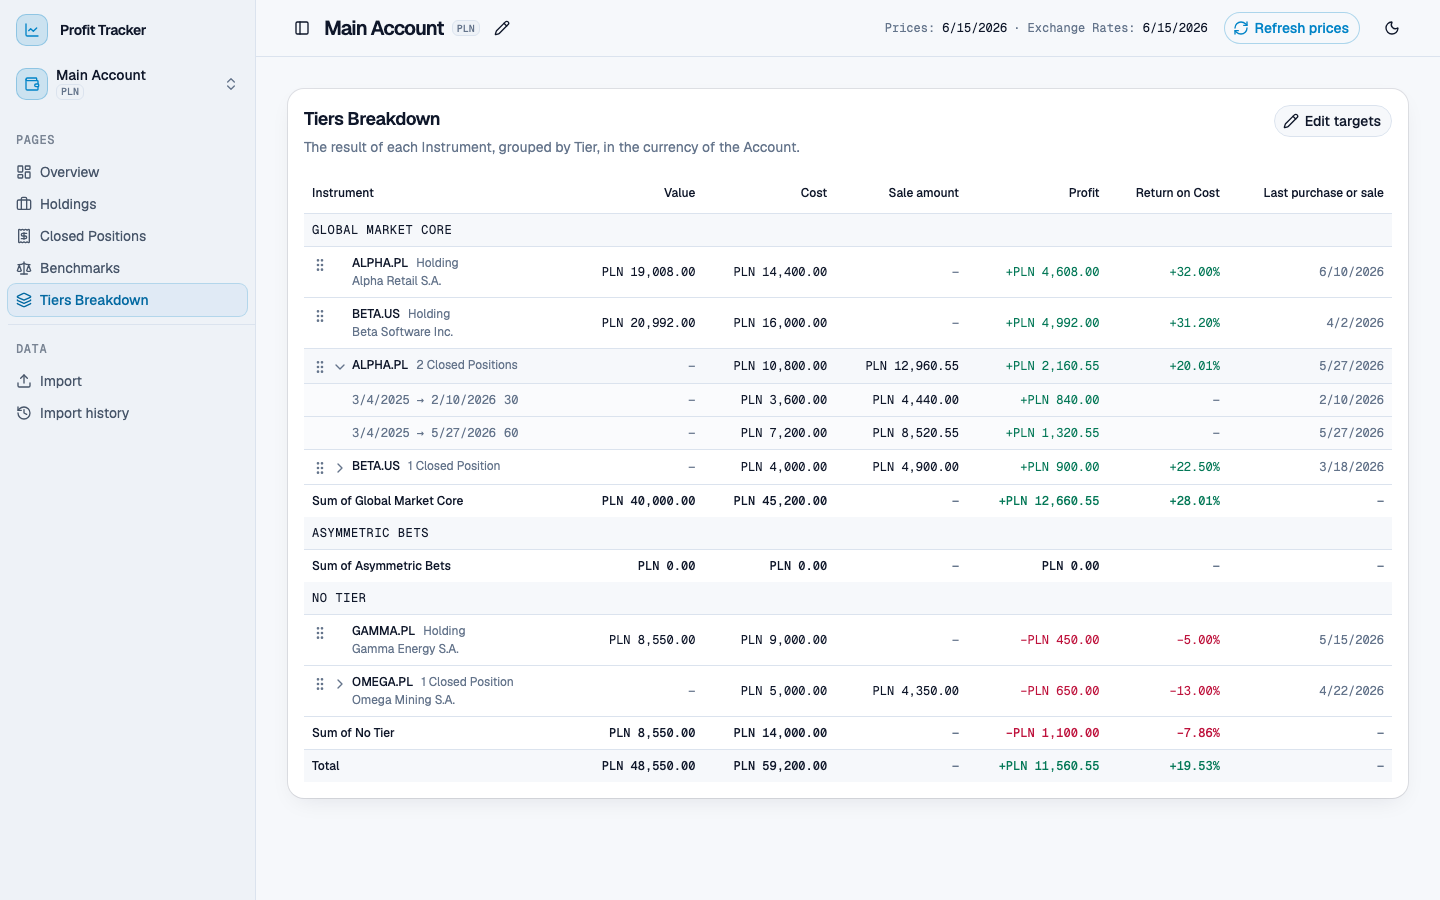 Profit Tracker
Main Account
PLN
PAGES
Overview
Holdings
Closed Positions
Benchmarks
Tiers Breakdown
DATA
Import
Import history
Main Account PLN
Prices: 6/15/2026 · Exchange Rates: 6/15/2026
Refresh prices
Tiers Breakdown
Edit targets
The result of each Instrument, grouped by Tier, in the currency of the Account.
Instrument Value Cost Sale amount Profit Return on Cost Last purchase or sale
GLOBAL MARKET CORE
ALPHA.PL Holding
Alpha Retail S.A.
PLN 19,008.00 PLN 14,400.00 – +PLN 4,608.00 +32.00% 6/10/2026
BETA.US Holding
Beta Software Inc.
PLN 20,992.00 PLN 16,000.00 – +PLN 4,992.00 +31.20% 4/2/2026
ALPHA.PL 2 Closed Positions – PLN 10,800.00 PLN 12,960.55 +PLN 2,160.55 +20.01% 5/27/2026
3/4/2025 → 2/10/2026 30 – PLN 3,600.00 PLN 4,440.00 +PLN 840.00 – 2/10/2026
3/4/2025 → 5/27/2026 60 – PLN 7,200.00 PLN 8,520.55 +PLN 1,320.55 – 5/27/2026
BETA.US 1 Closed Position – PLN 4,000.00 PLN 4,900.00 +PLN 900.00 +22.50% 3/18/2026
Sum of Global Market Core PLN 40,000.00 PLN 45,200.00 – +PLN 12,660.55 +28.01% –
ASYMMETRIC BETS
Sum of Asymmetric Bets PLN 0.00 PLN 0.00 – PLN 0.00 – –
NO TIER
GAMMA.PL Holding
Gamma Energy S.A.
PLN 8,550.00 PLN 9,000.00 – −PLN 450.00 −5.00% 5/15/2026
OMEGA.PL 1 Closed Position
Omega Mining S.A.
– PLN 5,000.00 PLN 4,350.00 −PLN 650.00 −13.00% 4/22/2026
Sum of No Tier PLN 8,550.00 PLN 14,000.00 – −PLN 1,100.00 −7.86% –
Total PLN 48,550.00 PLN 59,200.00 – +PLN 11,560.55 +19.53% –